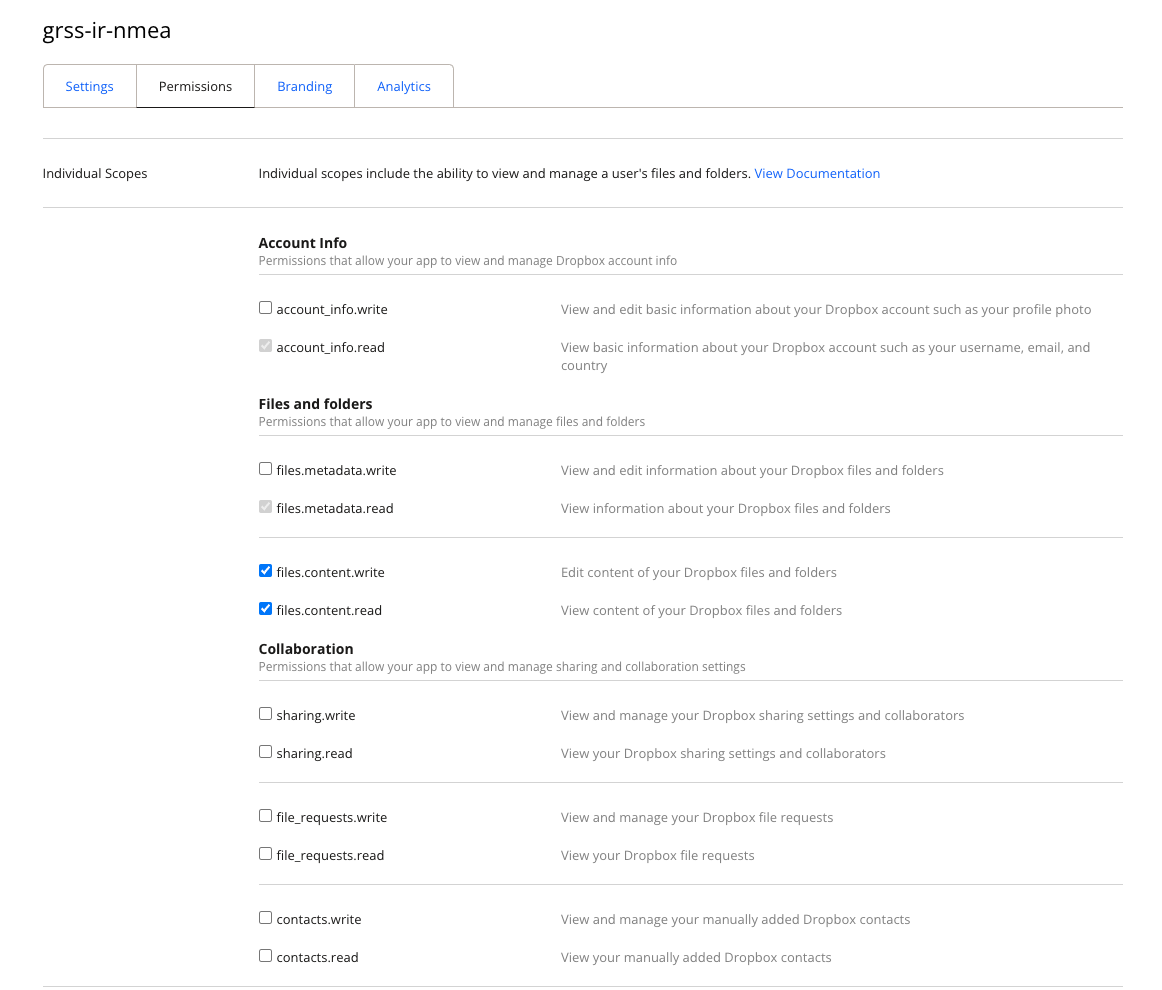 grss-ir-nmea
Settings
Permissions
Branding
Analytics
Individual Scopes
Individual scopes include the ability to view and manage a user's files and folders. View Documentation
Account Info
Permissions that allow your app to view and manage Dropbox account info
account_info.write
View and edit basic information about your Dropbox account such as your profile photo
account_info.read
View basic information about your Dropbox account such as your username, email, and
country
Files and folders
Permissions that allow your app to view and manage files and folders
files.metadata.write
View and edit information about your Dropbox files and folders
files.metadata.read
View information about your Dropbox files and folders
files.content.write
Edit content of your Dropbox files and folders
files.content.read
View content of your Dropbox files and folders
Collaboration
Permissions that allow your app to view and manage sharing and collaboration settings
sharing.write
View and manage your Dropbox sharing settings and collaborators
sharing.read
View your Dropbox sharing settings and collaborators
file_requests.write
View and manage your Dropbox file requests
file_requests.read
View your Dropbox file requests
contacts.write
View and manage your manually added Dropbox contacts
contacts.read
View your manually added Dropbox contacts